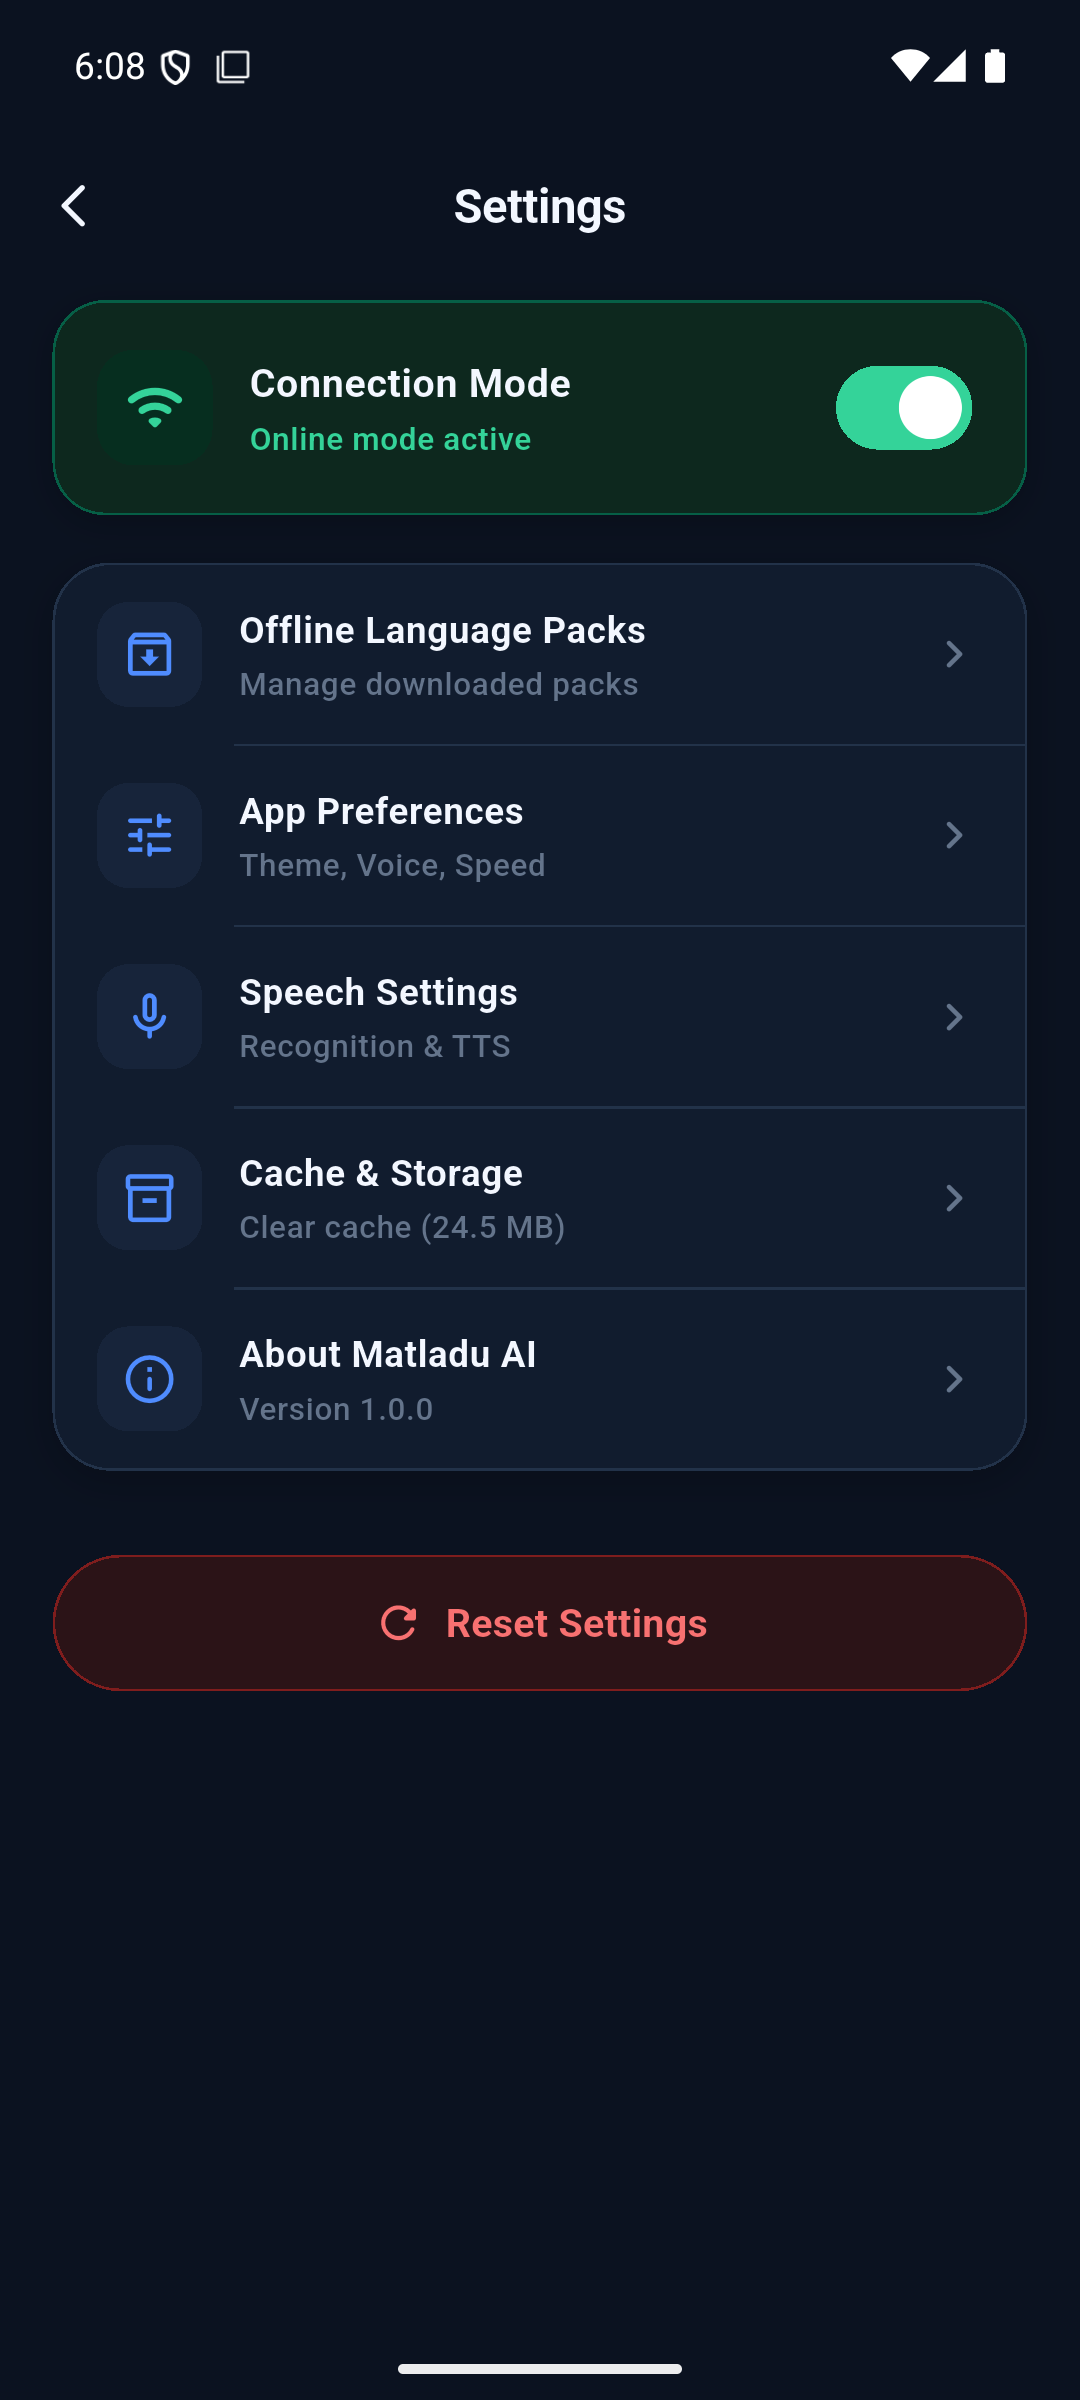 6:08
Settings
Connection Mode
Online mode active
Offline Language Packs
Manage downloaded packs
App Preferences
Theme, Voice, Speed
Speech Settings
Recognition & TTS
Cache & Storage
Clear cache (24.5 MB)
About Matladu AI
Version 1.0.0
Reset Settings